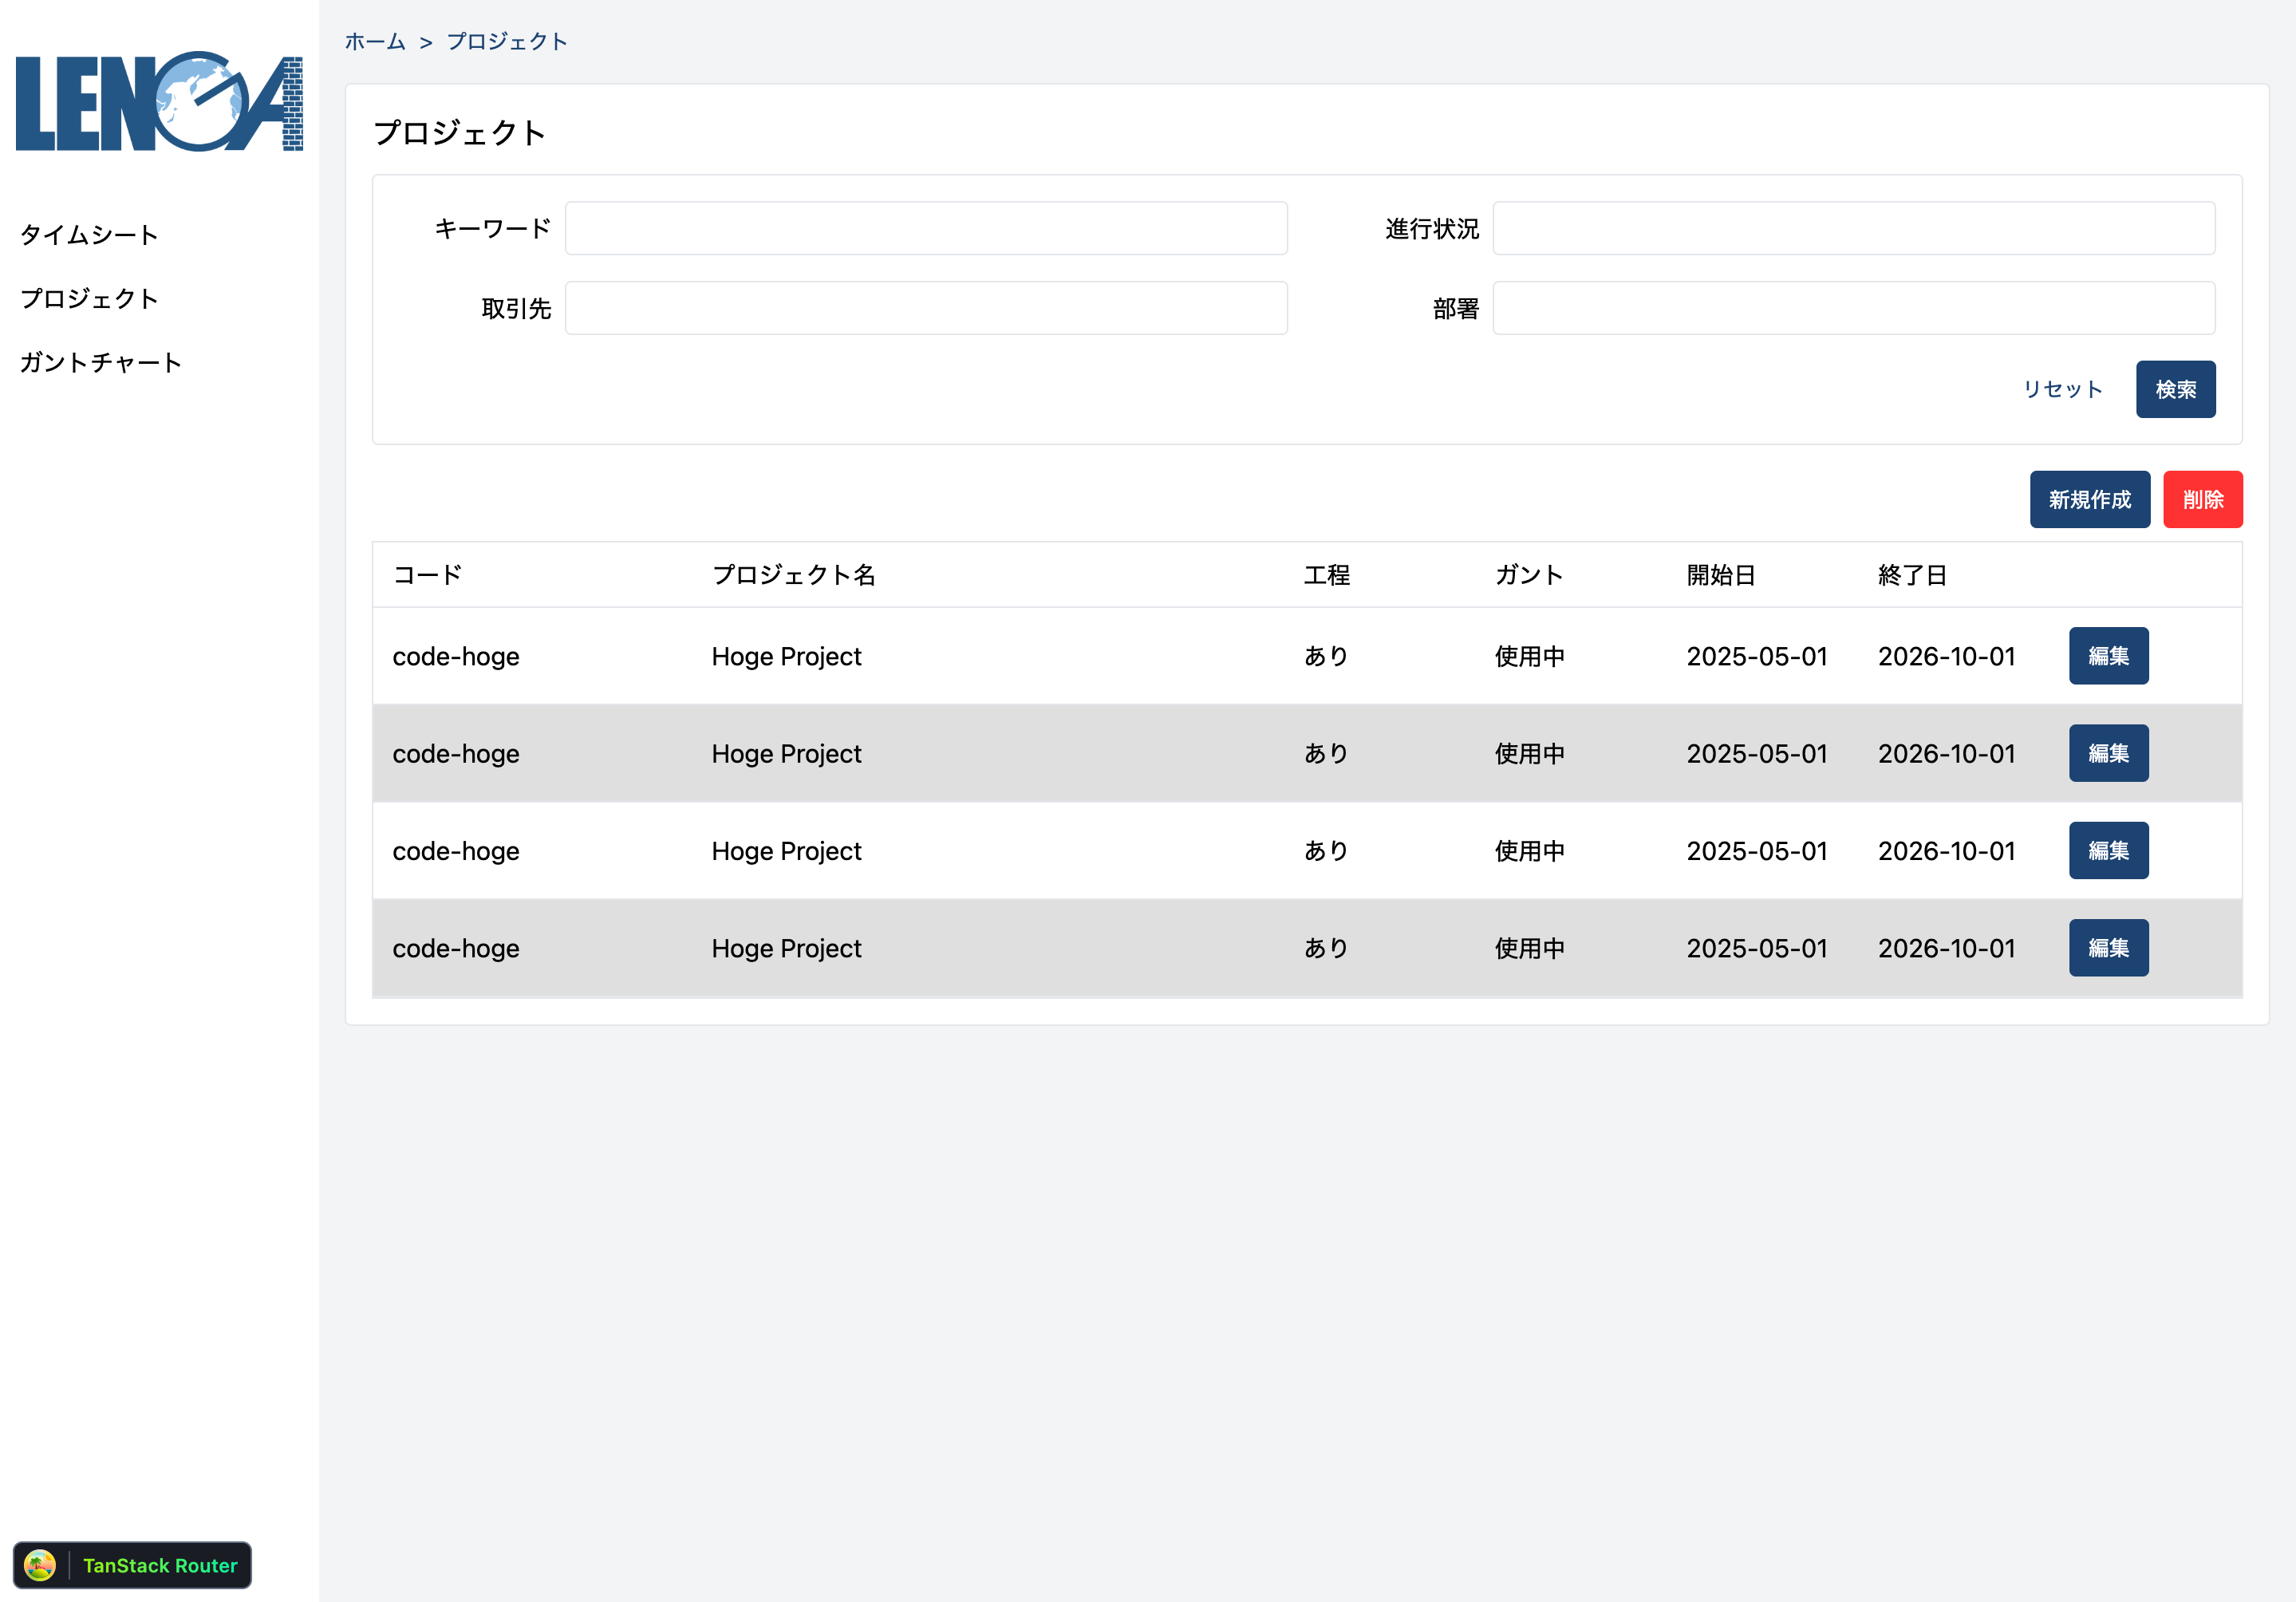 LENGA
ホーム > プロジェクト
タイムシート
プロジェクト
ガントチャート
プロジェクト
キーワード 進行状況
取引先 部署
リセット 検索
新規作成 削除
コード プロジェクト名 工程 ガント 開始日 終了日
code-hoge Hoge Project あり 使用中 2025-05-01 2026-10-01 編集
code-hoge Hoge Project あり 使用中 2025-05-01 2026-10-01 編集
code-hoge Hoge Project あり 使用中 2025-05-01 2026-10-01 編集
code-hoge Hoge Project あり 使用中 2025-05-01 2026-10-01 編集
TanStack Router